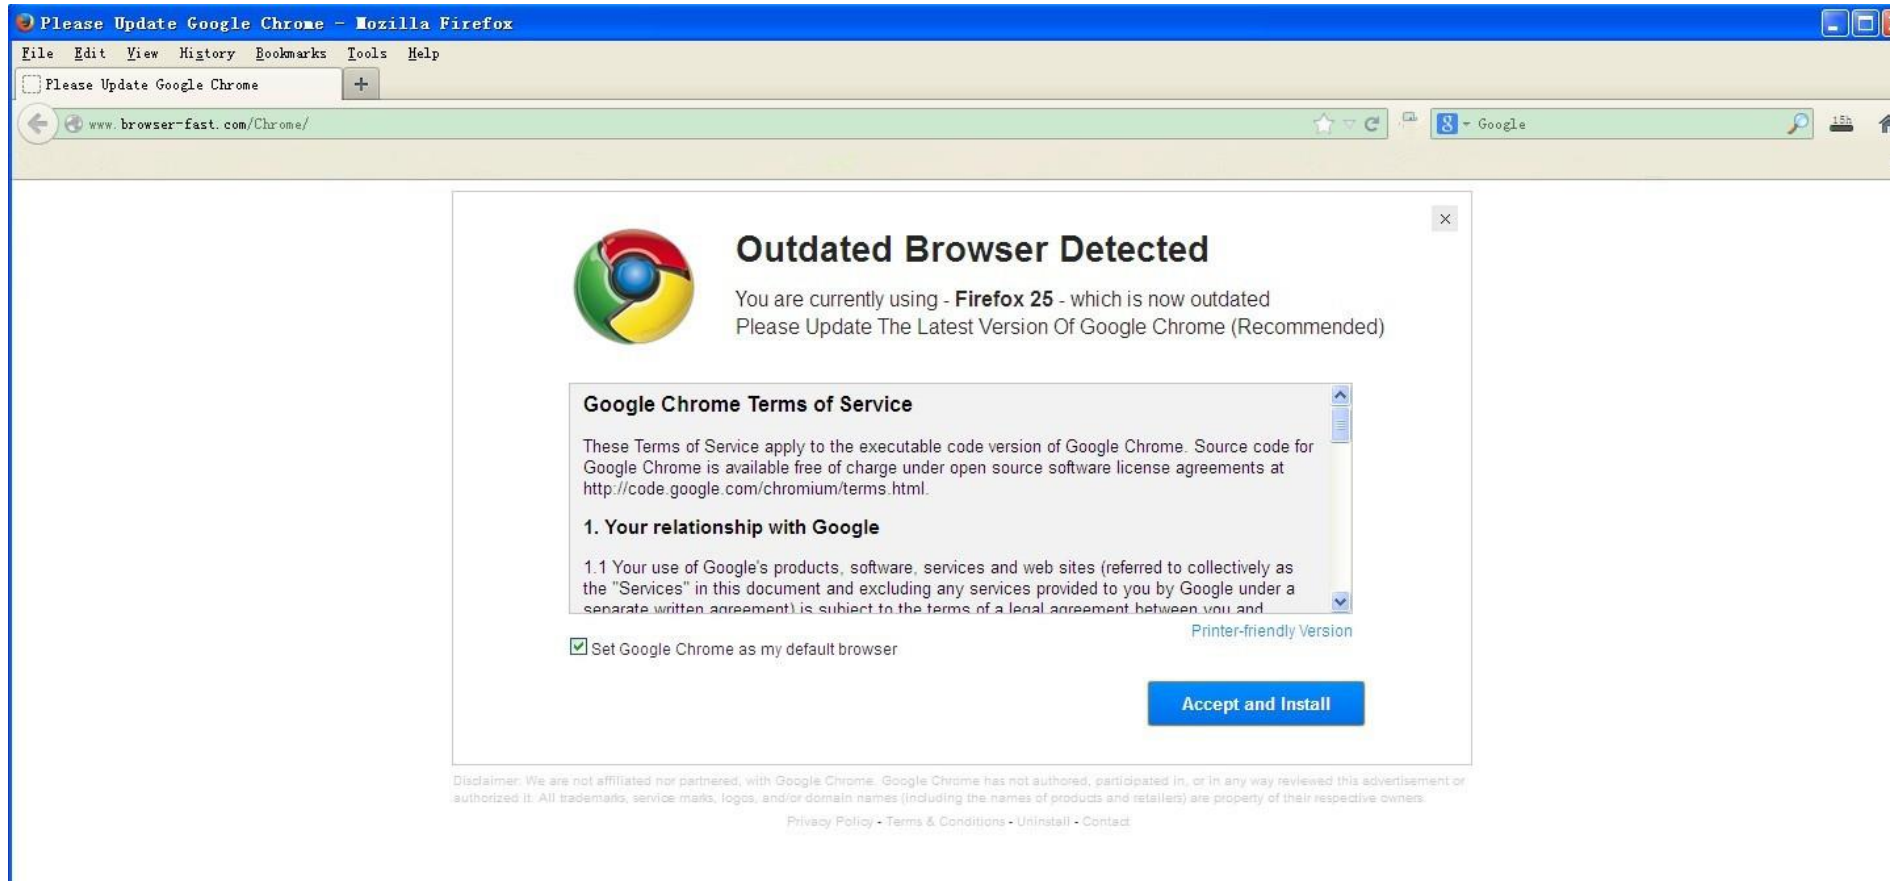 Please Update Google Chrome - Mozilla Firefox
File Edit View History Bookmarks Tools Help
Please Update Google Chrome +
www.browser-fast.com/Chrome/
8 Google
15h
Outdated Browser Detected
You are currently using - Firefox 25 - which is now outdated
Please Update The Latest Version Of Google Chrome (Recommended)
Google Chrome Terms of Service
These Terms of Service apply to the executable code version of Google Chrome. Source code for
Google Chrome is available free of charge under open source software license agreements at
http://code.google.com/chromium/terms.html.
1. Your relationship with Google
1.1 Your use of Google's products, software, services and web sites (referred to collectively as
the "Services" in this document and excluding any services provided to you by Google under a
separate written agreement) is subject to the terms of a legal agreement between you and
Printer-friendly Version
Set Google Chrome as my default browser
Accept and Install
Disclaimer: We are not affiliated nor partnered, with Google Chrome. Google Chrome has not authored, participated in, or in any way reviewed this advertisement or
authorized it. All trademarks, service marks, logos, and/or domain names (including the names of products and retailers) are property of their respective owners.
Privacy Policy - Terms & Conditions - Uninstall - Contact